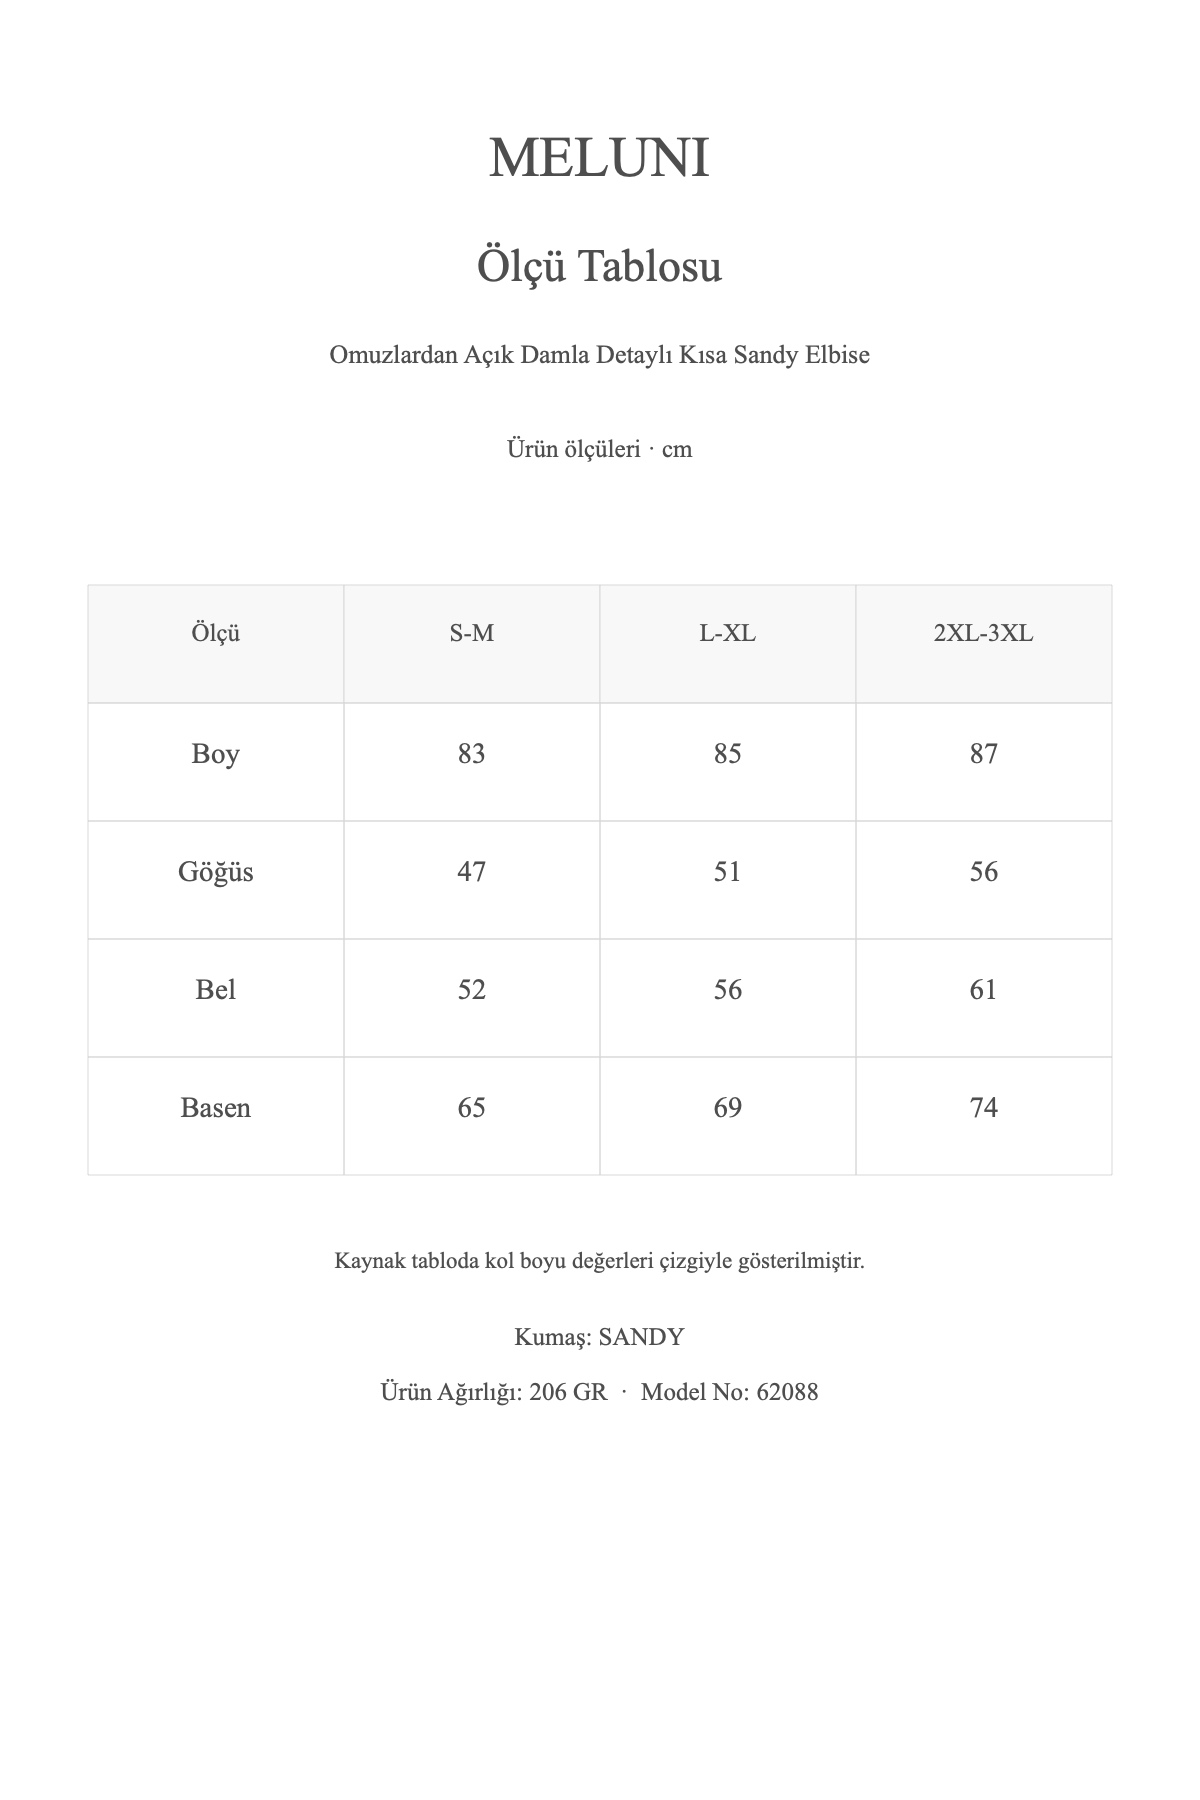 MELUNI
Ölçü Tablosu
Omuzlardan Açık Damla Detaylı Kısa Sandy Elbise
Ürün ölçüleri · cm
Ölçü S-M L-XL 2XL-3XL
Boy 83 85 87
Göğüs 47 51 56
Bel 52 56 61
Basen 65 69 74
Kaynak tabloda kol boyu değerleri çizgiyle gösterilmiştir.
Kumaş: SANDY
Ürün Ağırlığı: 206 GR · Model No: 62088